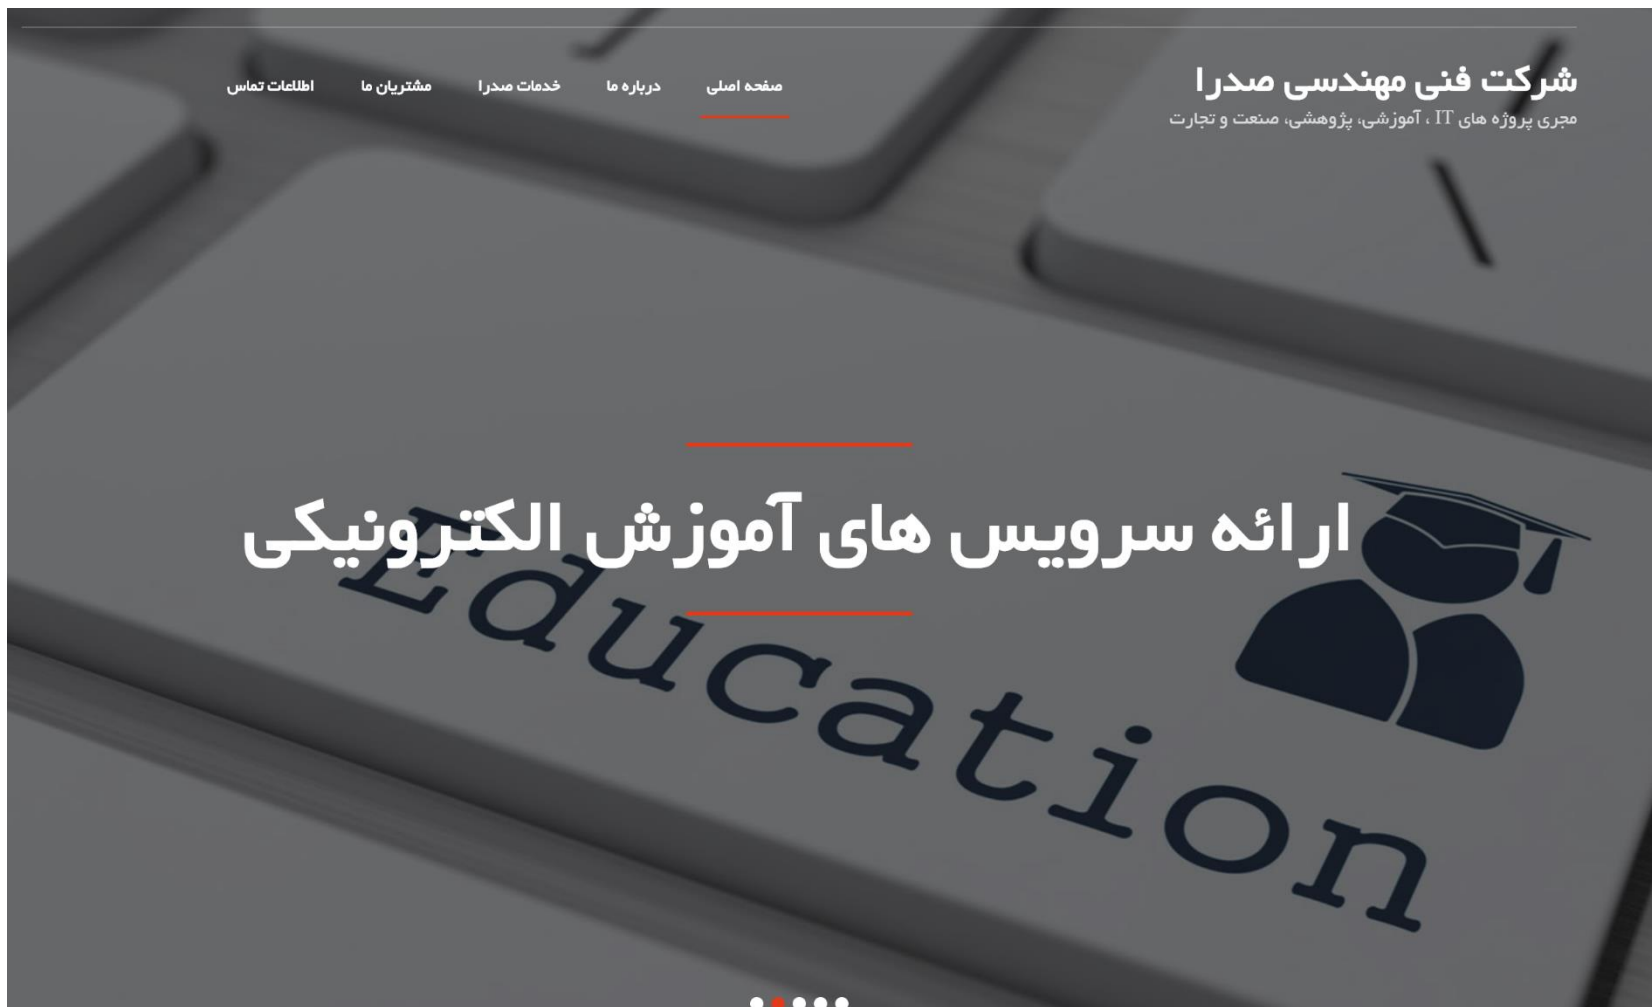 شرکت فنی مهندسی صدرا
مجری پروژه های IT ، آموزشی، پژوهشی، صنعت و تجارت
صفحه اصلی
درباره ما
خدمات صدرا
مشتریان ما
اطلاعات تماس
ارائه سرویس های آموزش الکترونیکی
Education